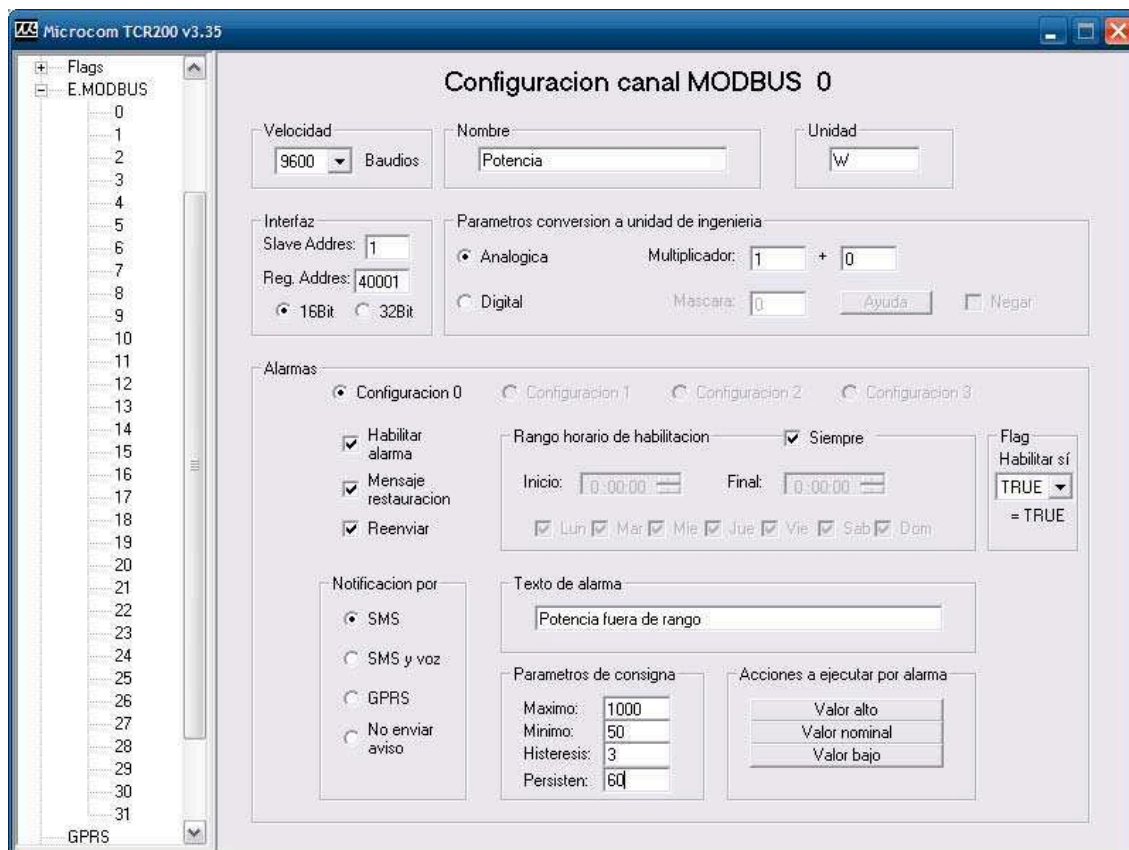 Microcom TCR200 v3.35
Flags
E.MODBUS
0
1
2
3
4
5
6
7
8
9
10
11
12
13
14
15
16
17
18
19
20
21
22
23
24
25
26
27
28
29
30
31
GPRS
Configuracion canal MODBUS 0
Velocidad
9600 Baudios
Nombre
Potencia
Unidad
W
Interfaz
Slave Addres: 1
Reg. Addres: 40001
16Bit 32Bit
Parametros conversion a unidad de ingenieria
Analogica Multiplicador: 1 + 0
Digital Mascara: 0 Ayuda Negar
Alarmas
Configuracion 0 Configuracion 1 Configuracion 2 Configuracion 3
Habilitar
alarma
Mensaje
restauracion
Reenviar
Rango horario de habilitacion Siempre
Inicio: 0:00:00 Final: 0:00:00
Lun Mar Mie Jue Vie Sab Dom
Flag
Habilitar sí
TRUE
= TRUE
Notificacion por
SMS
SMS y voz
GPRS
No enviar
aviso
Texto de alarma
Potencia fuera de rango
Parametros de consigna
Maximo: 1000
Minimo: 50
Histeresis: 3
Persisten: 60
Acciones a ejecutar por alarma
Valor alto
Valor nominal
Valor bajo